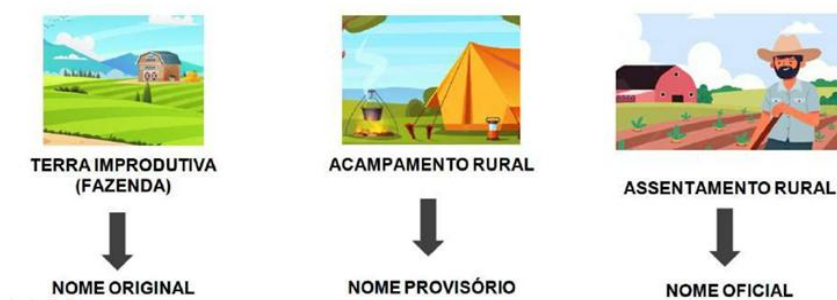 TERRA IMPRODUTIVA
(FAZENDA)
NOME ORIGINAL
ACAMPAMENTO RURAL
NOME PROVISÓRIO
ASSENTAMENTO RURAL
NOME OFICIAL